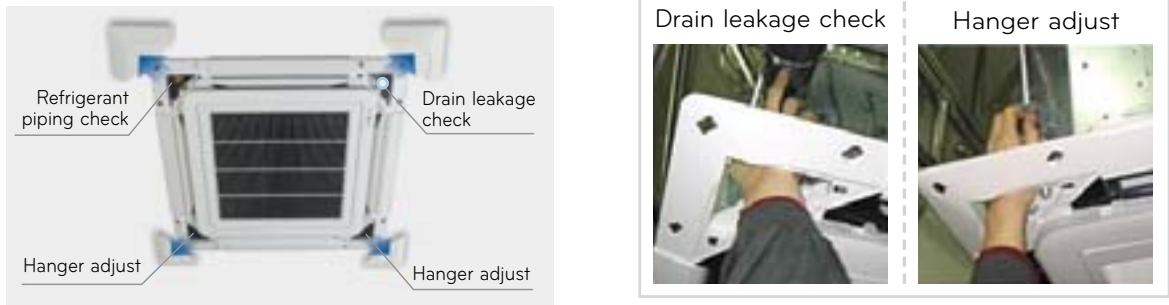 Refrigerant
piping check
Drain leakage
check
Hanger adjust
Hanger adjust
Drain leakage check
Hanger adjust